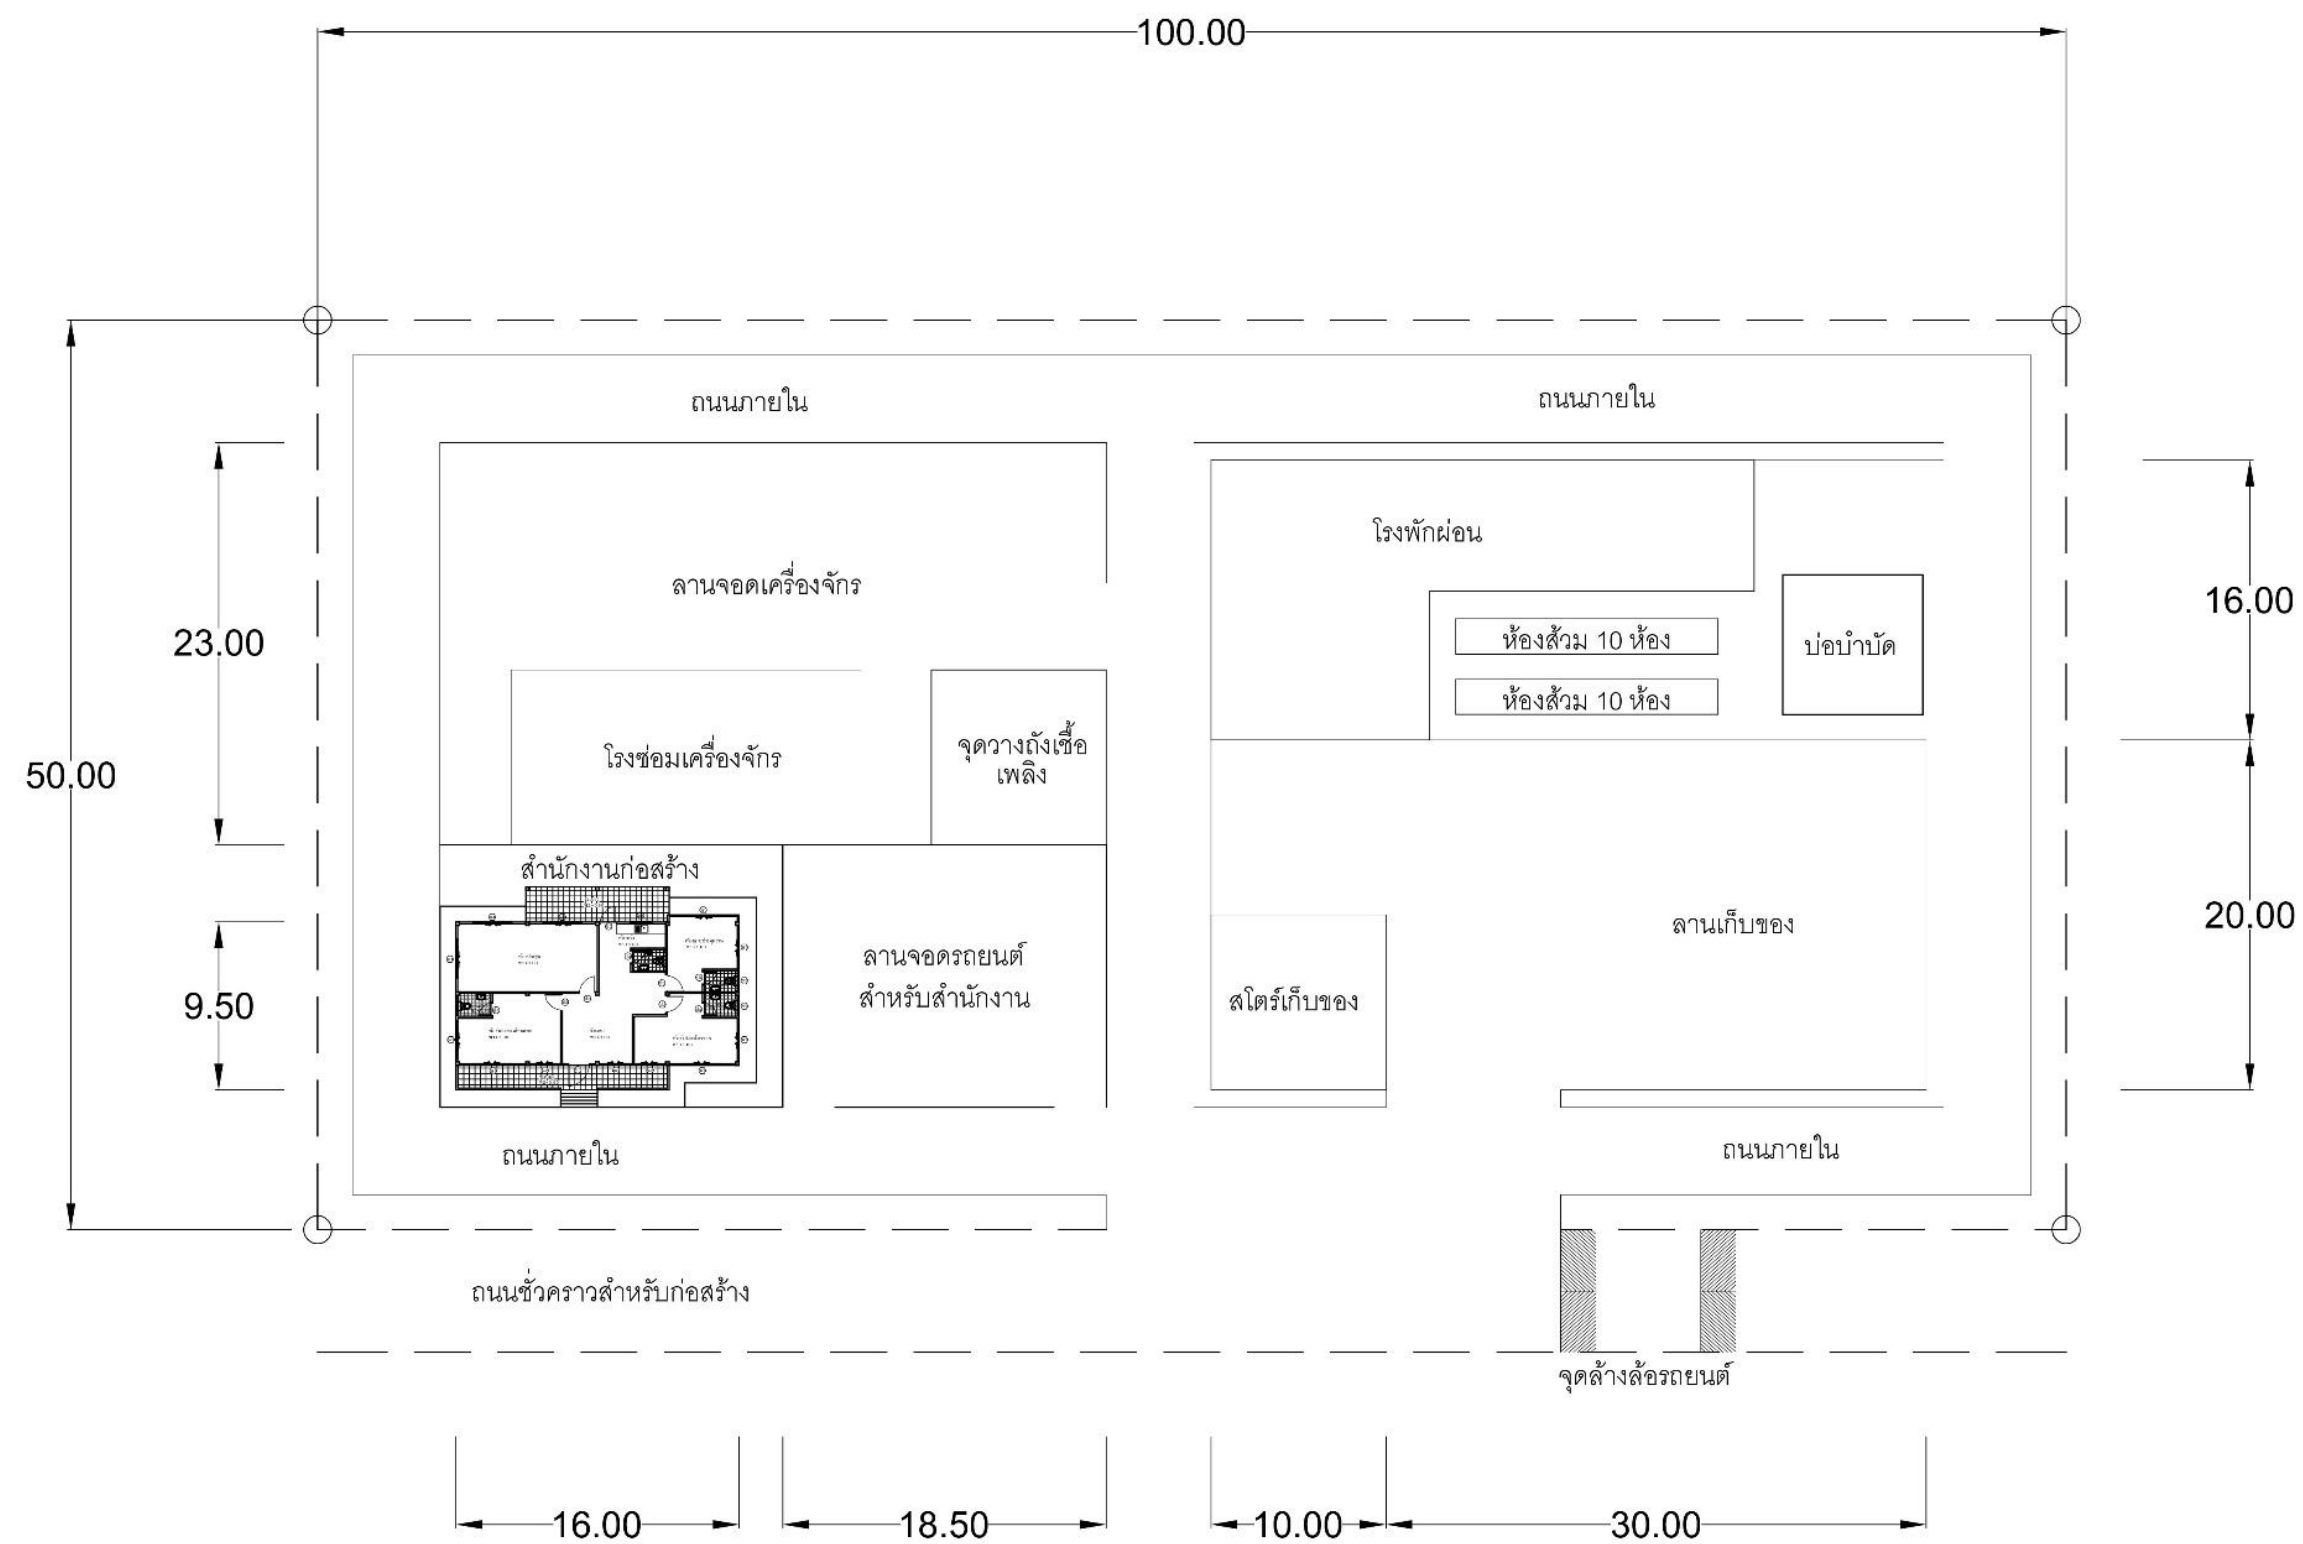 100.00
ถนนภายใน
ถนนภายใน
โรงพักผ่อน
ลานจอดเครื่องจักร
16.00
23.00
ห้องส้วม 10 ห้อง
บ่อบำบัด
ห้องส้วม 10 ห้อง
จุดวางถังเชื้อ
เพลิง
โรงซ่อมเครื่องจักร
50.00
สำนักงานก่อสร้าง
20.00
ลานเก็บของ
ลานจอดรถยนต์
สำหรับสำนักงาน
สโตร์เก็บของ
9.50
ถนนภายใน
ถนนภายใน
ถนนชั่วคราวสำหรับก่อสร้าง
จุดล้างล้อรถยนต์
16.00
18.50
10.00
30.00